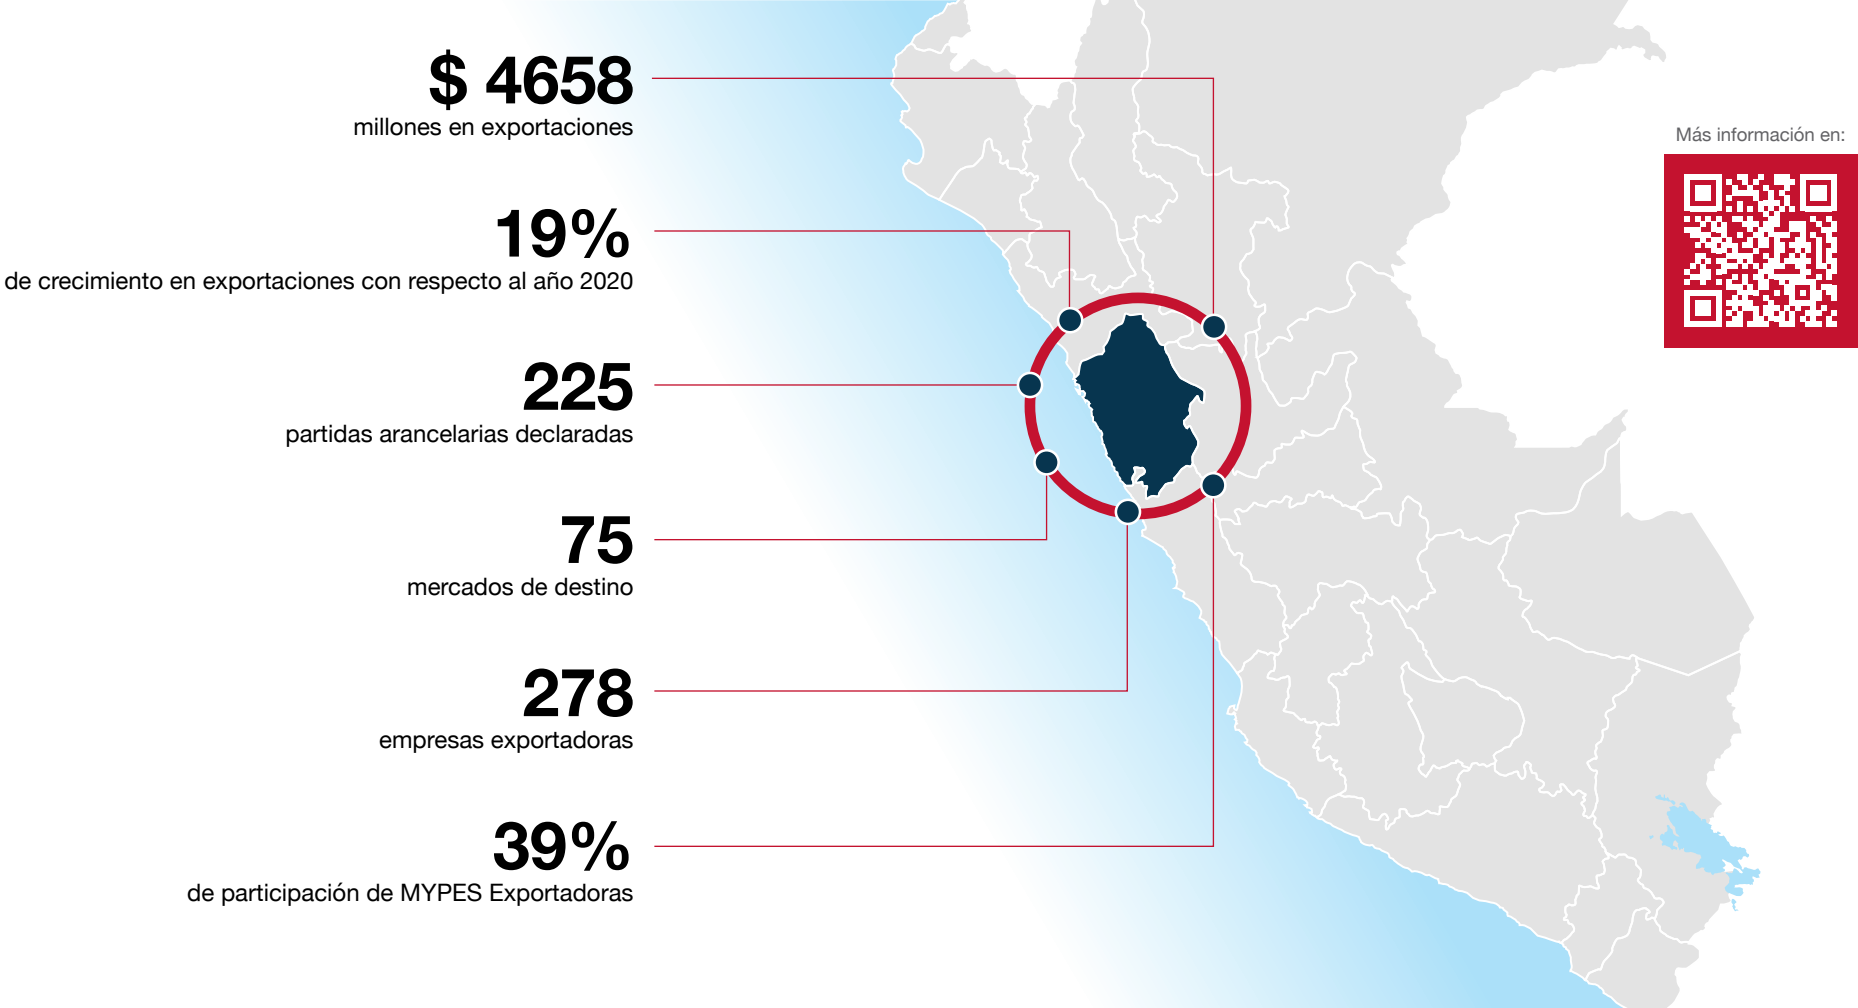 $ 4658
millones en exportaciones
19%
de crecimiento en exportaciones con respecto al año 2020
225
partidas arancelarias declaradas
75
mercados de destino
278
empresas exportadoras
39%
de participación de MYPES Exportadoras
Más información en: